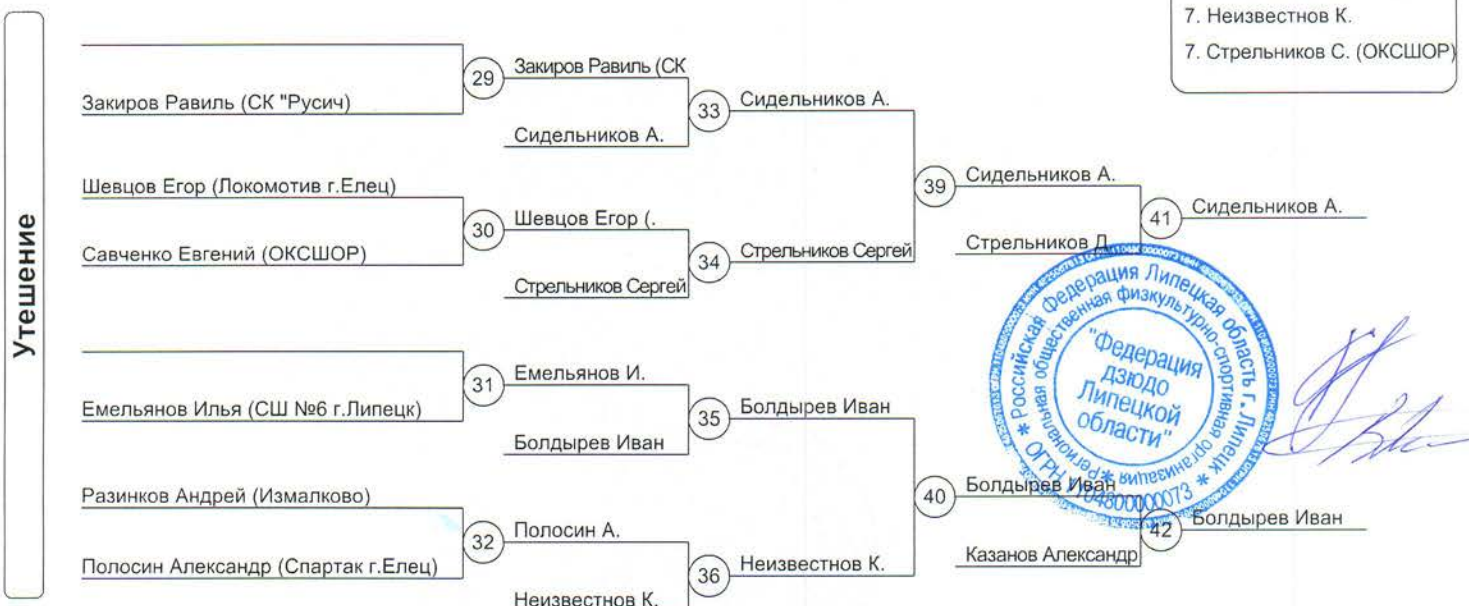 7. Неизвестнов К.
7. Стрельников С. (ОКСШОР)
Утешение
29
Закиров Равиль (СК
Закиров Равиль (СК "Русич)
33
Сидельников А.
Сидельников А.
Шевцов Егор (Локомотив г.Елец)
39
Сидельников А.
30
Шевцов Егор (.
41
Сидельников А.
Савченко Евгений (ОКСШОР)
34
Стрельников Сергей
Стрельников Д.
Стрельников Сергей
31
Емельянов И.
Емельянов Илья (СШ №6 г.Липецк)
35
Болдырев Иван
Болдырев Иван
Разинков Андрей (Измалково)
40
Болдырев Иван
32
Полосин А.
42
Болдырев Иван
Полосин Александр (Спартак г.Елец)
36
Неизвестнов К.
Казанов Александр
Неизвестнов К.
* Российская Федерация Липецкая область г. Липецк *
ОГРН 1104800000073
* Региональная общественная физкультурно-спортивная организация
"Федерация
дзюдо
Липецкой
области"